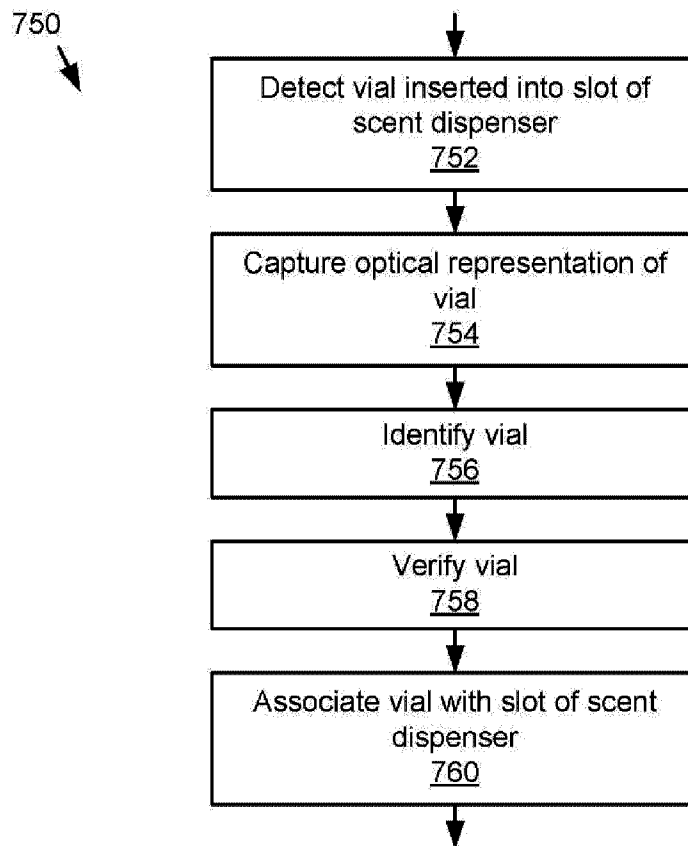 750
Detect vial inserted into slot of
scent dispenser
752
Capture optical representation of
vial
754
Identify vial
756
Verify vial
758
Associate vial with slot of scent
dispenser
760